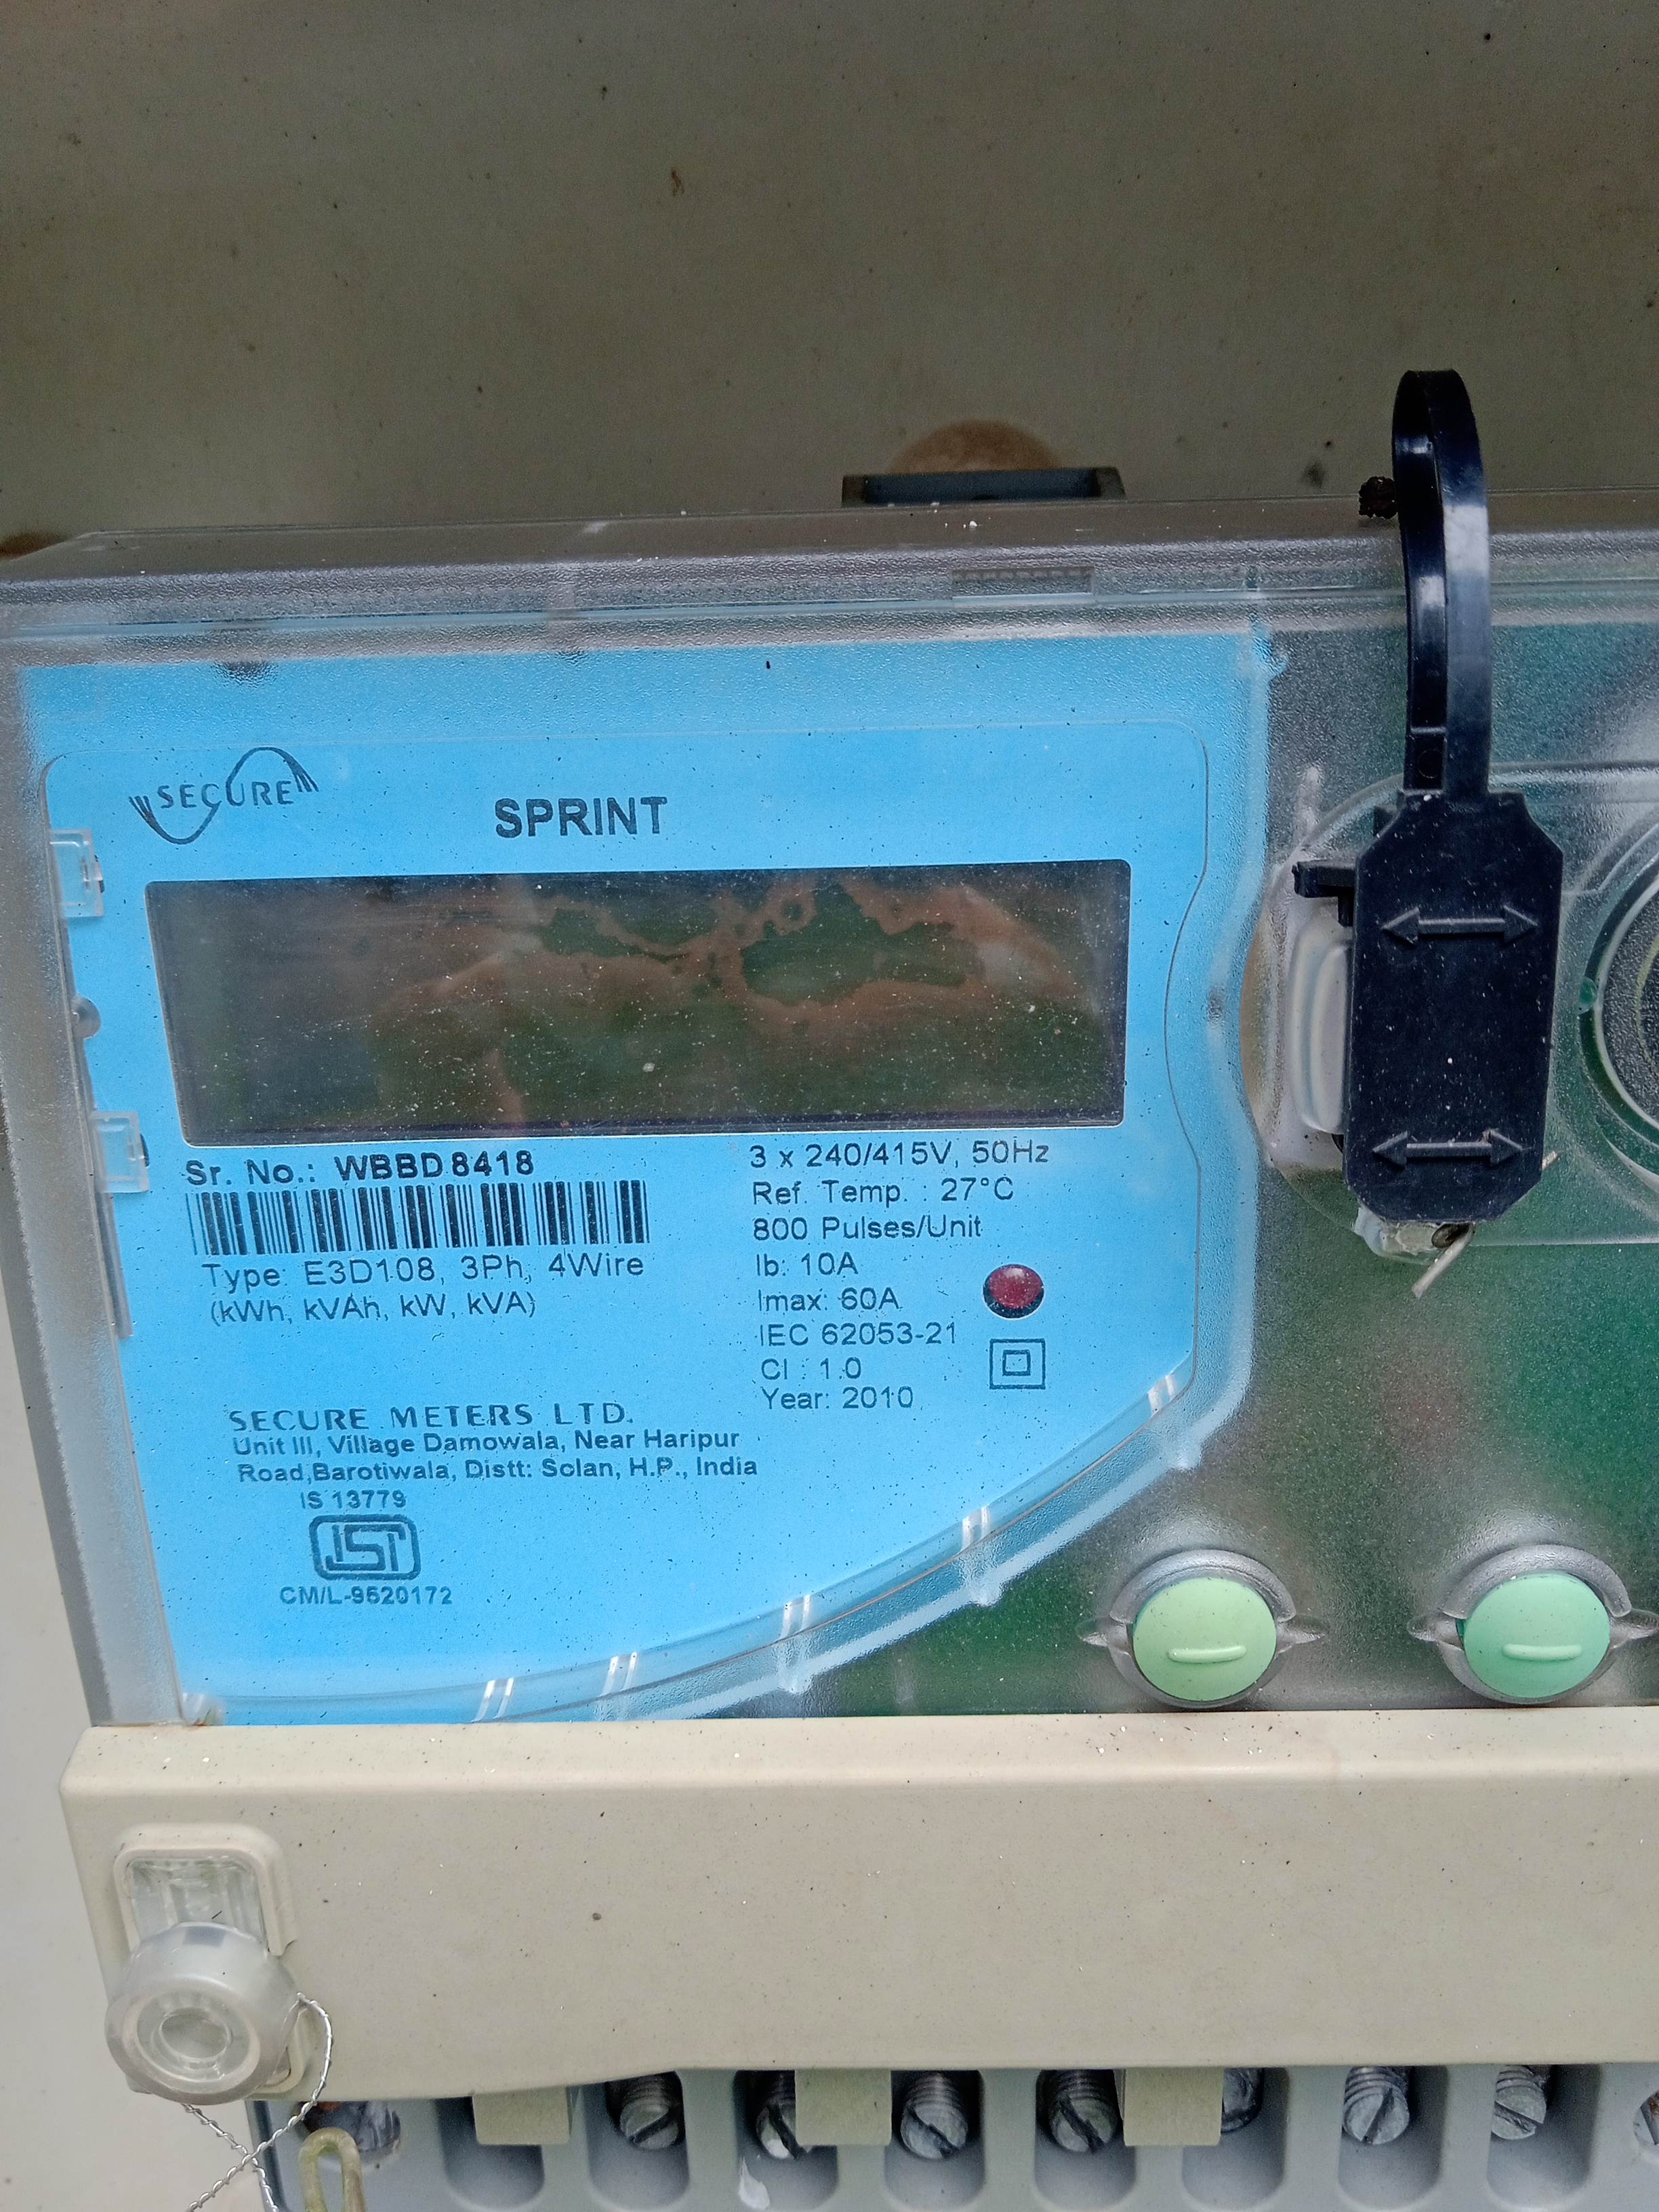 SECURE
SPRINT
Sr. No.: WBBD8418
Type: E3D108, 3Ph, 4Wire
(kWh, kVAh, kW, kVA)
3 x 240/415V, 50Hz
Ref. Temp. : 27°C
800 Pulses/Unit
Ib: 10A
Imax: 60A
IEC 62053-21
Cl : 1.0
Year: 2010
SECURE METERS LTD.
Unit III, Village Damowala, Near Haripur
Road,Barotiwala, Distt: Solan, H.P., India
IS 13779
ISI
CM/L-9520172